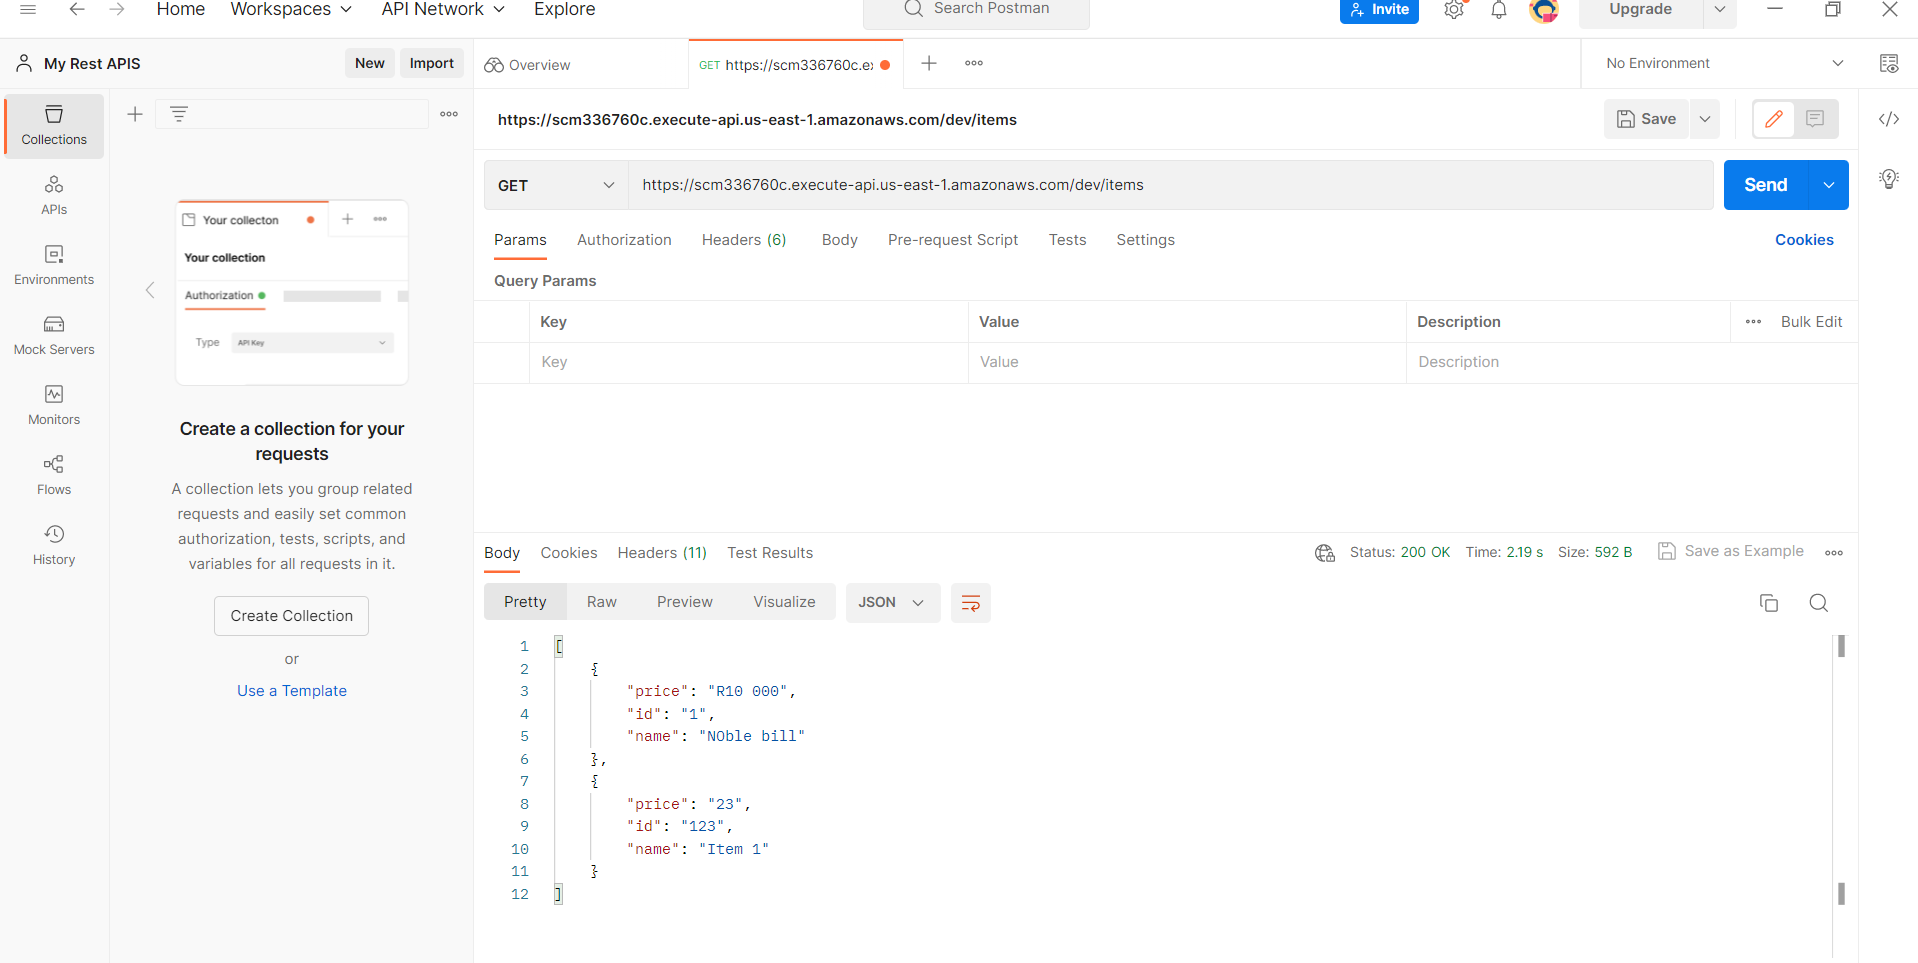 Home Workspaces API Network Explore Search Postman Invite Upgrade
My Rest APIS New Import Overview GET https://scm336760c.e No Environment
Collections
APIs
Environments
Mock Servers
Monitors
Flows
History
Your collecton
Your collection
Authorization
Type API Key
Create a collection for your
requests
A collection lets you group related
requests and easily set common
authorization, tests, scripts, and
variables for all requests in it.
Create Collection
or
Use a Template
https://scm336760c.execute-api.us-east-1.amazonaws.com/dev/items Save
GET https://scm336760c.execute-api.us-east-1.amazonaws.com/dev/items Send
Params Authorization Headers (6) Body Pre-request Script Tests Settings Cookies
Query Params
Key Value Description Bulk Edit
Key Value Description
Body Cookies Headers (11) Test Results Status: 200 OK Time: 2.19 s Size: 592 B Save as Example
Pretty Raw Preview Visualize JSON
1 [
2 {
3 "price": "R10 000",
4 "id": "1",
5 "name": "NOble bill"
6 },
7 {
8 "price": "23",
9 "id": "123",
10 "name": "Item 1"
11 }
12 ]